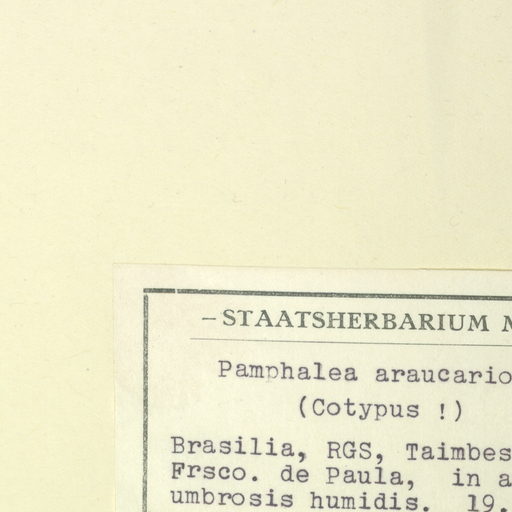 – STAATSHERBARIUM M
Pamphalea araucario
(Cotypus !)
Brasilia, RGS, Taimbes
Frsco. de Paula, in a
umbrosis humidis. 19.